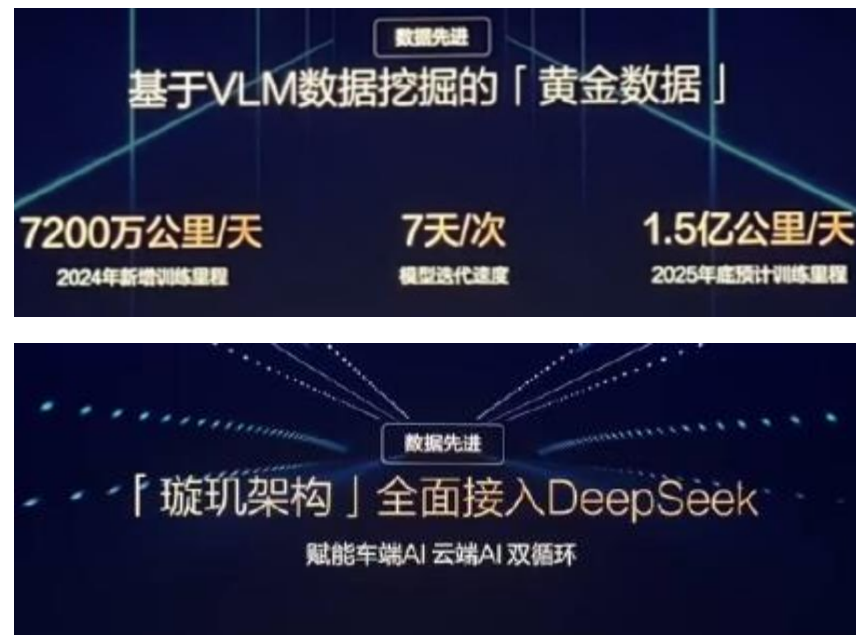 数据先进
基于VLM数据挖掘的「黄金数据」
7200万公里/天
7天/次
1.5亿公里/天
2024年新增训练里程
模型迭代速度
2025年底预计训练里程
数据先进
「璇玑架构」全面接入DeepSeek
赋能车端AI 云端AI 双循环